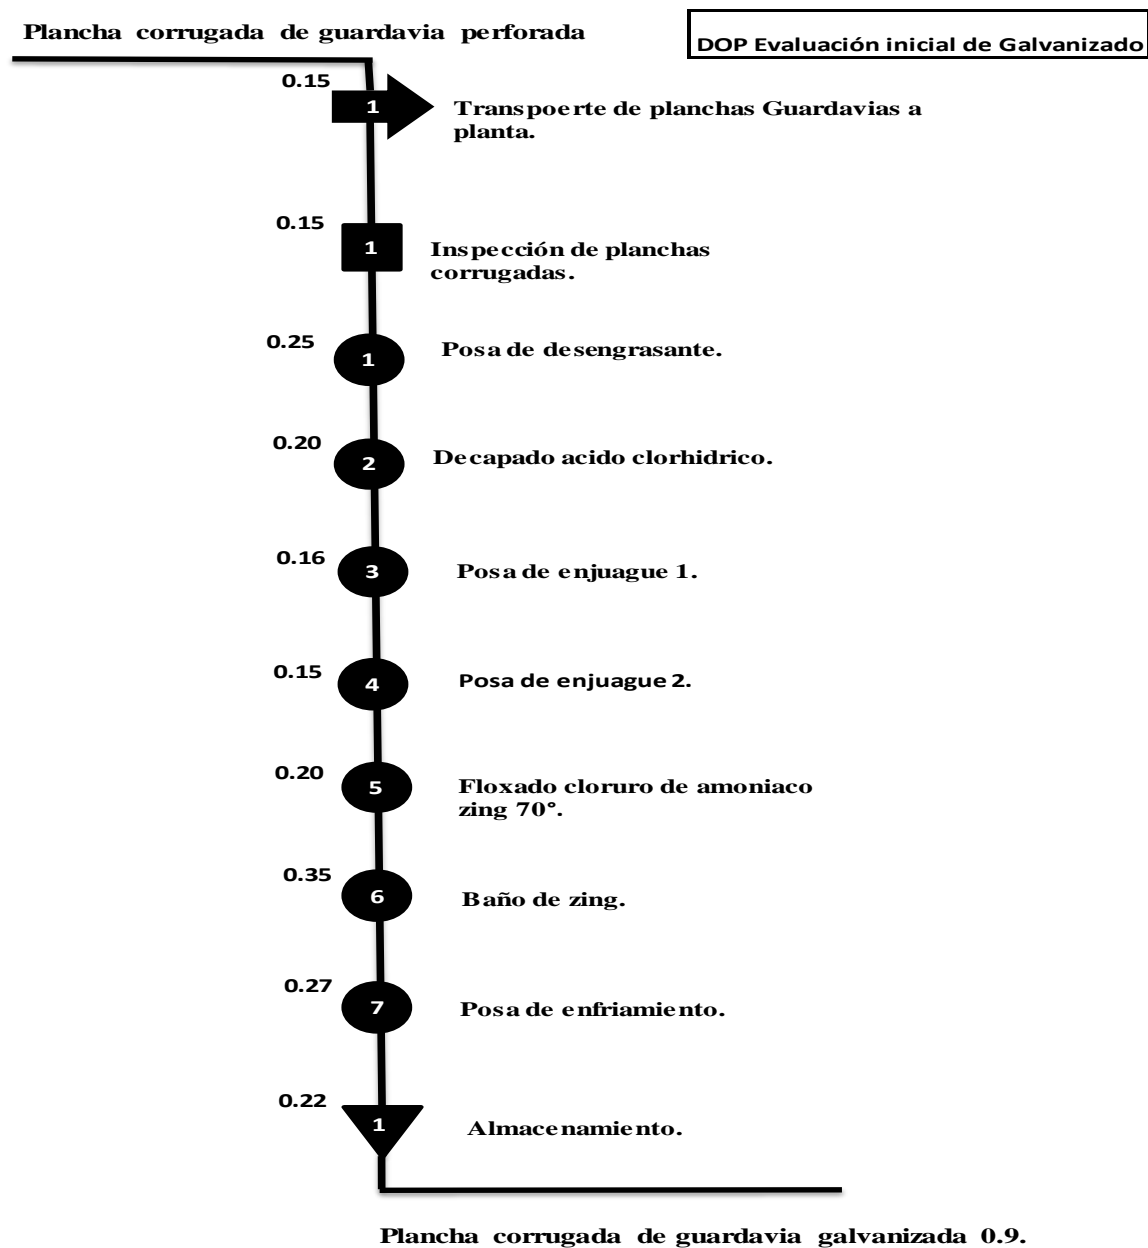 Plancha corrugada de guardavia perforada
DOP Evaluación inicial de Galvanizado
0.15
1
Transpoerte de planchas Guardavias a
planta.
0.15
1
Inspección de planchas
corrugadas.
0.25
1
Posa de desengrasante.
0.20
2
Decapado acido clorhidrico.
0.16
3
Posa de enjuague 1.
0.15
4
Posa de enjuague 2.
0.20
5
Floxado cloruro de amoniaco
zing 70°.
0.35
6
Baño de zing.
0.27
7
Posa de enfriamiento.
0.22
1
Almacenamiento.
Plancha corrugada de guardavia galvanizada 0.9.